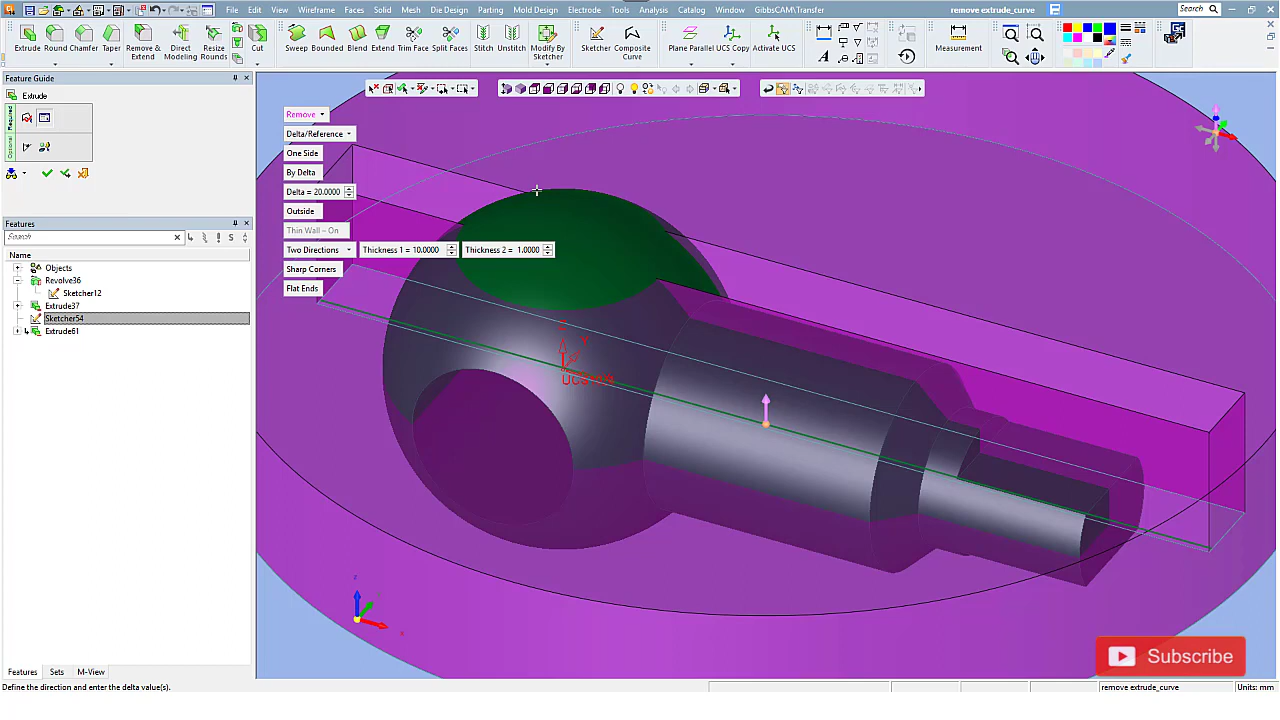 File Edit View Wireframe Faces Solid Mesh Die Design Parting Mold Design Electrode Tools Analysis Catalog Window GibbsCAM\Transfer
remove extrude_curve
Search
Extrude Round Chamfer Taper Remove & Extend Direct Modeling Resize Rounds Cut Sweep Bounded Blend Split Faces Stitch Unstitch Modify By Sketcher Sketcher Composite Curve Plane Parallel UCS Copy Activate UCS Measurement
Feature Guide
Extrude
Required
Optional
Features
Search
Name
Objects
Revolve36
Sketcher12
Extrude37
Sketcher54
Extrude61
Remove
Delta/Reference
One Side
By Delta
Delta = 20.0000
Outside
Thin Wall – On
Two Directions Thickness 1 = 10.0000 Thickness 2 = 1.0000
Sharp Corners
Flat Ends
Z
Y
Z
X
Subscribe
Features Sets M-View
Define the direction and enter the delta value(s).
remove extrude_curve
Units: mm